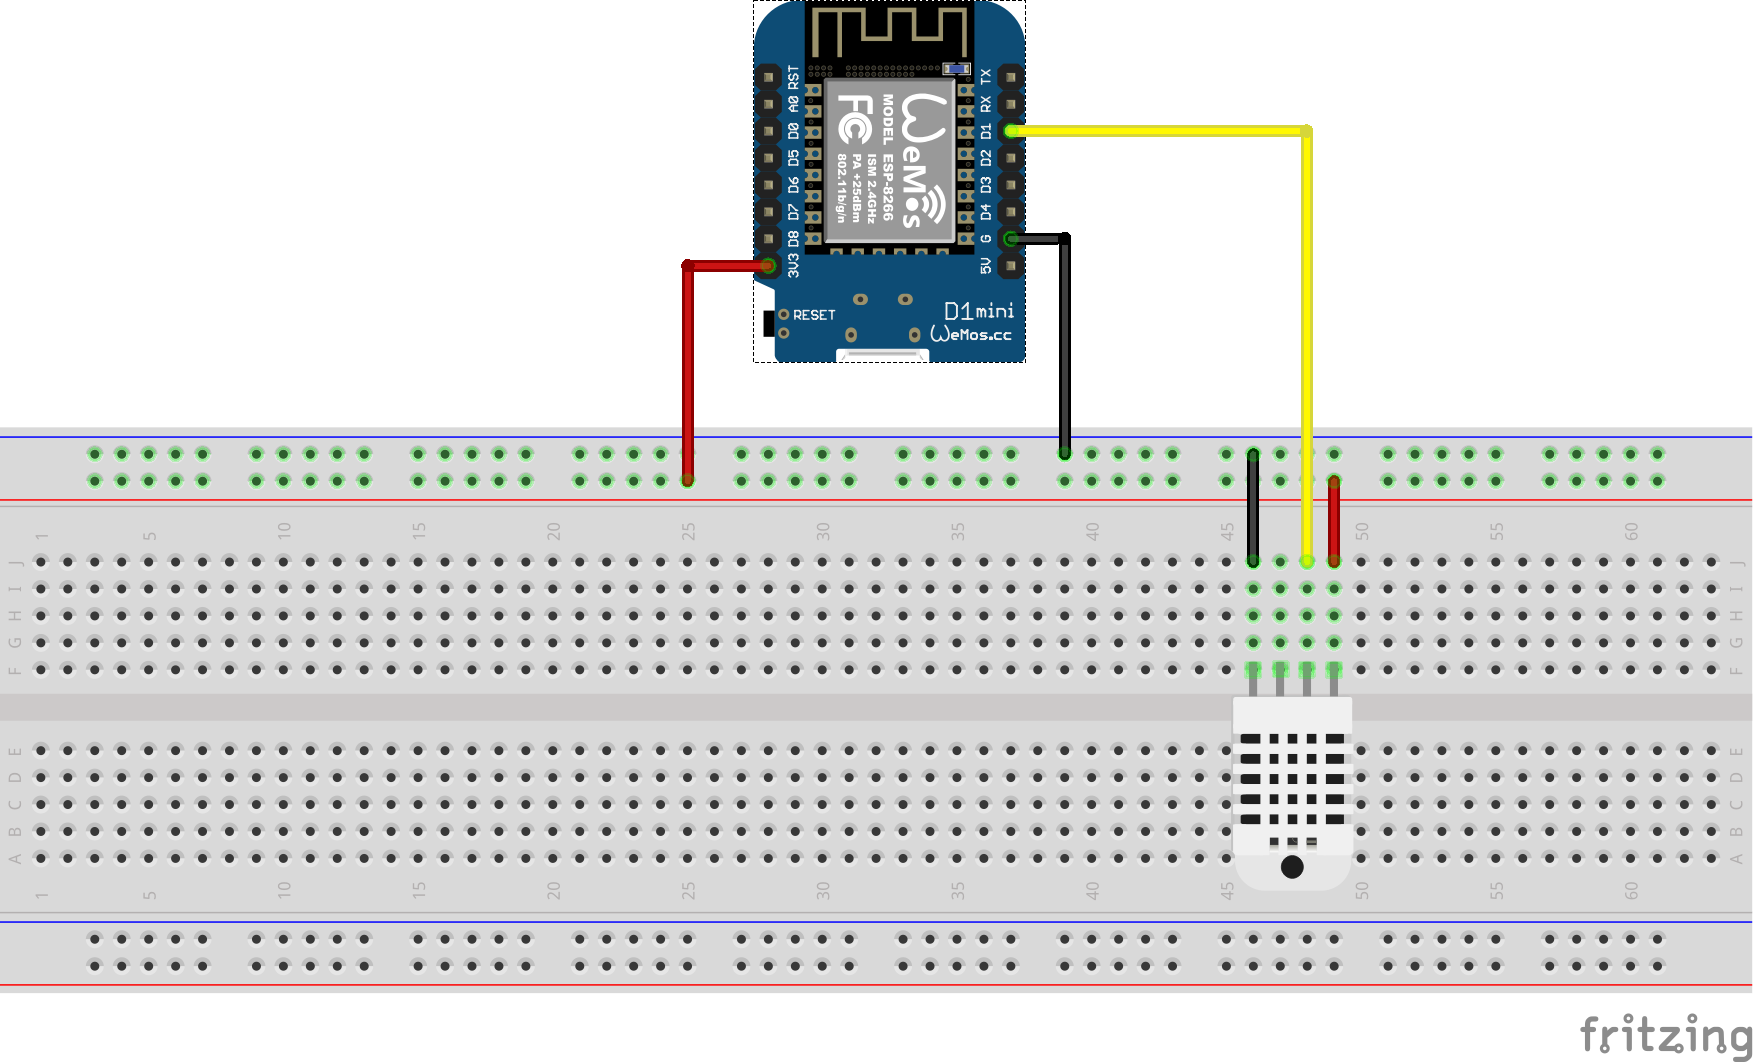 RST
A0
D0
D5
D6
D7
D8
3V3
TX
RX
D1
D2
D3
D4
G
5V
WeMos
MODEL ESP-8266
ISM 2.4GHz
PA +25dBm
802.11b/g/n
FC
RESET
D1 mini
WeMos.cc
1 5 10 15 20 25 30 35 40 45 50 55 60
J J
I I
H H
G G
F F
E E
D D
C C
B B
A A
1 5 10 15 20 25 30 35 40 45 50 55 60
fritzing